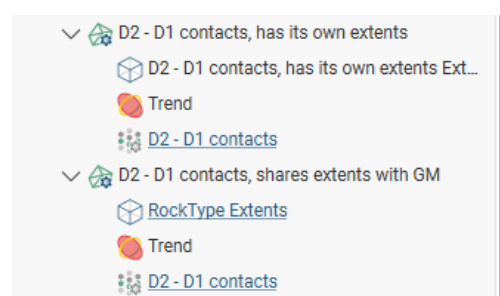 D2 - D1 contacts, has its own extents
D2 - D1 contacts, has its own extents Ext...
Trend
D2 - D1 contacts
D2 - D1 contacts, shares extents with GM
RockType Extents
Trend
D2 - D1 contacts